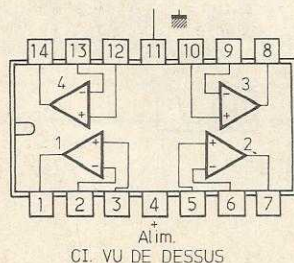 14 13 12 11 10 9 8
4 - + - + 3
1 + - + - 2
1 2 3 4 5 6 7
+
Alim.
CI. VU DE DESSUS